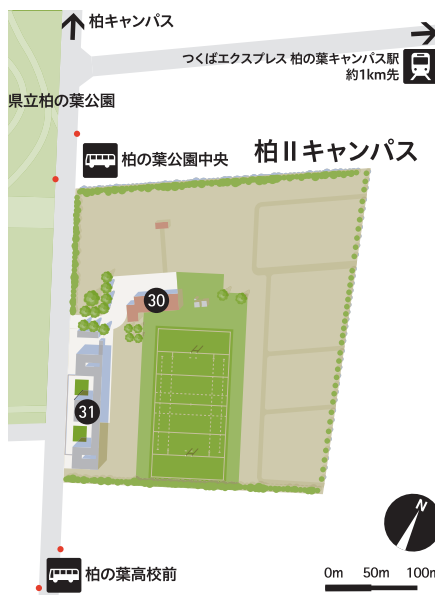 柏キャンパス
つくばエクスプレス 柏の葉キャンパス駅
約1km先
県立柏の葉公園
柏の葉公園中央
柏Ⅱキャンパス
30
31
N
柏の葉高校前
0m 50m 100m